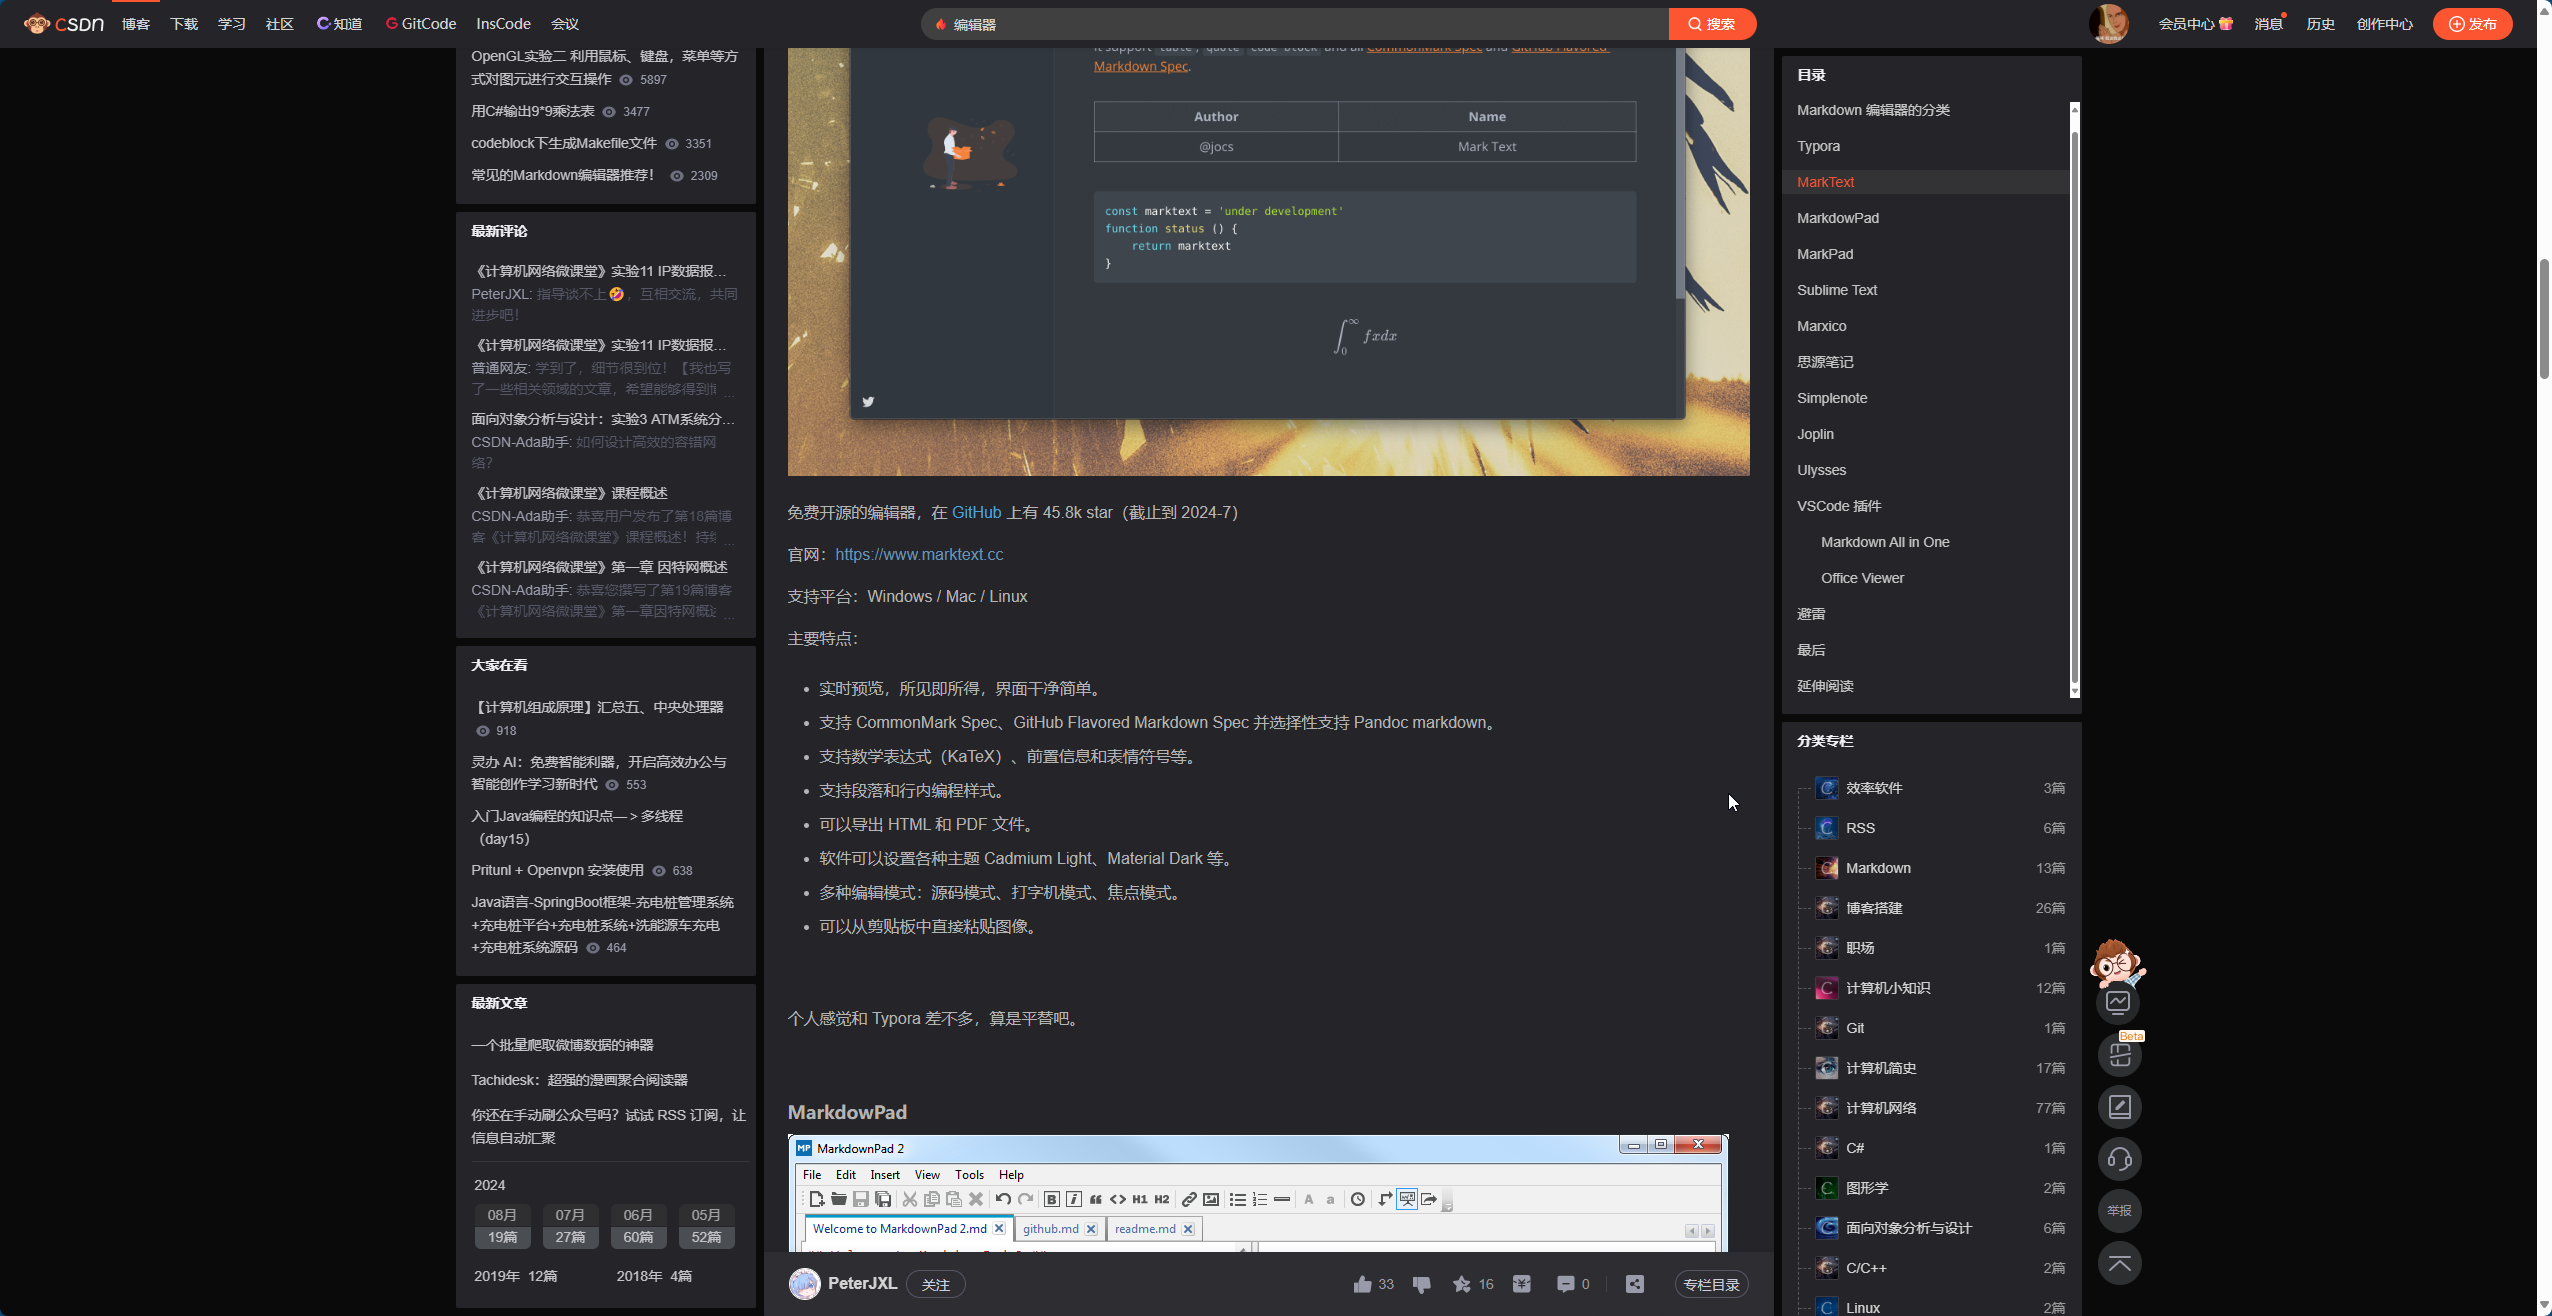 CSDN 博客 下载 学习 社区 知道 GitCode InsCode 会议 编辑器 搜索 会员中心 消息 历史 创作中心 发布
OpenGL实验二 利用鼠标、键盘，菜单等方
式对图元进行交互操作 5897
用C#输出9*9乘法表 3477
codeblock下生成Makefile文件 3351
常见的Markdown编辑器推荐！ 2309
最新评论
《计算机网络微课堂》实验11 IP数据报...
PeterJXL: 指导谈不上🤣，互相交流，共同
进步吧！
《计算机网络微课堂》实验11 IP数据报...
普通网友: 学到了，细节很到位！【我也写
了一些相关领域的文章，希望能够得到 ...
面向对象分析与设计：实验3 ATM系统分...
CSDN-Ada助手: 如何设计高效的容错网
络？
《计算机网络微课堂》课程概述
CSDN-Ada助手: 恭喜用户发布了第18篇博
客《计算机网络微课堂》课程概述！持 ...
《计算机网络微课堂》第一章 因特网概述
CSDN-Ada助手: 恭喜您撰写了第19篇博客
《计算机网络微课堂》第一章因特网概 ...
大家在看
【计算机组成原理】汇总五、中央处理器
918
灵办 AI：免费智能利器，开启高效办公与
智能创作学习新时代 553
入门Java编程的知识点—>多线程
（day15）
Pritunl + Openvpn 安装使用 638
Java语言-SpringBoot框架-充电桩管理系统
+充电桩平台+充电桩系统+洗能源车充电
+充电桩系统源码 464
最新文章
一个批量爬取微博数据的神器
Tachidesk：超强的漫画聚合阅读器
你还在手动刷公众号吗？试试 RSS 订阅，让
信息自动汇聚
2024
08月 07月 06月 05月
19篇 27篇 60篇 52篇
2019年 12篇 2018年 4篇
It support table, quote code block and all CommonMark Spec and GitHub Flavored
Markdown Spec.
Author Name
@jocs Mark Text
const marktext = 'under development'
function status () {
return marktext
}
∫₀^∞ fxdx
免费开源的编辑器，在 GitHub 上有 45.8k star（截止到 2024-7）
官网：https://www.marktext.cc
支持平台：Windows / Mac / Linux
主要特点：
• 实时预览，所见即所得，界面干净简单。
• 支持 CommonMark Spec、GitHub Flavored Markdown Spec 并选择性支持 Pandoc markdown。
• 支持数学表达式（KaTeX）、前置信息和表情符号等。
• 支持段落和行内编程样式。
• 可以导出 HTML 和 PDF 文件。
• 软件可以设置各种主题 Cadmium Light、Material Dark 等。
• 多种编辑模式：源码模式、打字机模式、焦点模式。
• 可以从剪贴板中直接粘贴图像。
个人感觉和 Typora 差不多，算是平替吧。
MarkdowPad
MP MarkdownPad 2
File Edit Insert View Tools Help
B i “ <> H1 H2 A a
Welcome to MarkdownPad 2.md github.md readme.md
PeterJXL 关注 33 16 0 专栏目录
目录
Markdown 编辑器的分类
Typora
MarkText
MarkdowPad
MarkPad
Sublime Text
Marxico
思源笔记
Simplenote
Joplin
Ulysses
VSCode 插件
Markdown All in One
Office Viewer
避雷
最后
延伸阅读
分类专栏
效率软件 3篇
RSS 6篇
Markdown 13篇
博客搭建 26篇
职场 1篇
计算机小知识 12篇
Git 1篇
计算机简史 17篇
计算机网络 77篇
C# 1篇
图形学 2篇
面向对象分析与设计 6篇
C/C++ 2篇
Linux 2篇
Beta
举报